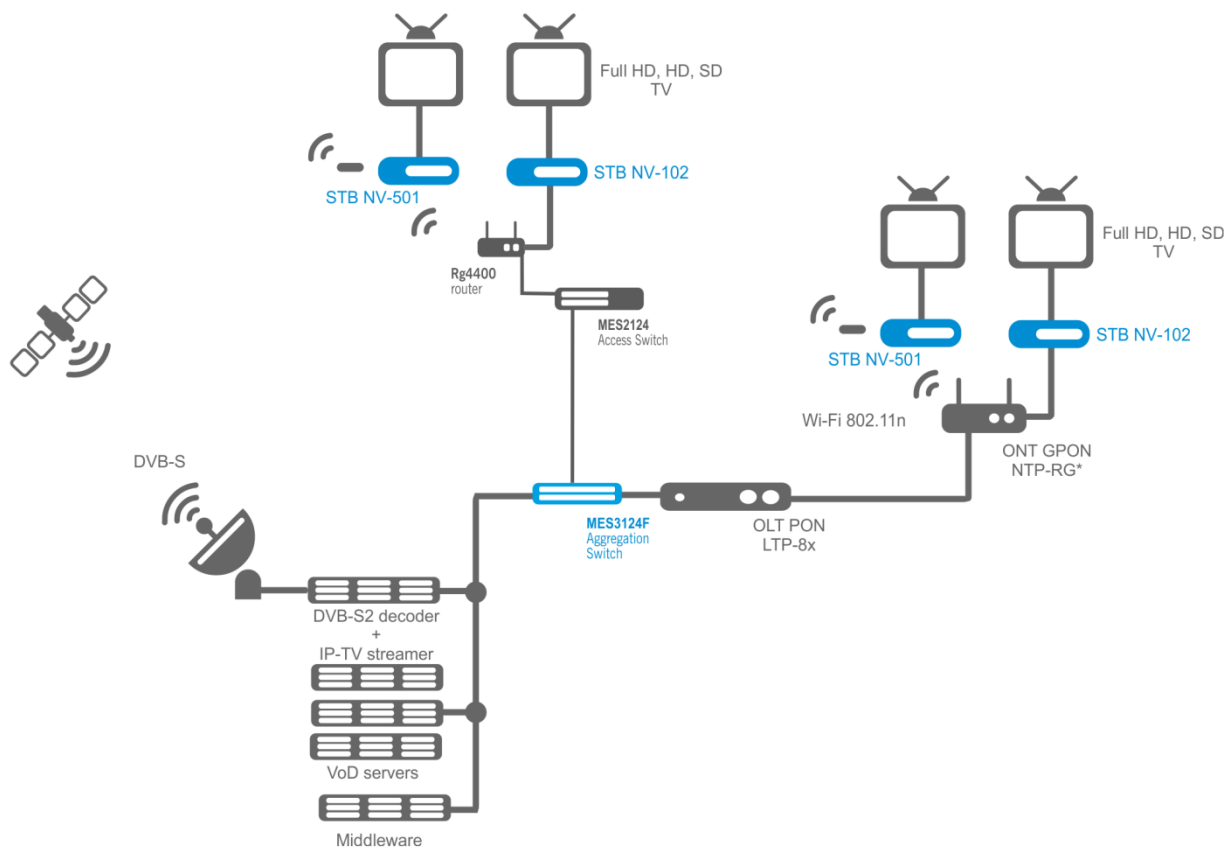 Full HD, HD, SD
TV
STB NV-501
STB NV-102
Rg4400
router
MES2124
Access Switch
Full HD, HD, SD
TV
STB NV-501
STB NV-102
Wi-Fi 802.11n
ONT GPON
NTP-RG*
DVB-S
MES3124F
Aggregation
Switch
OLT PON
LTP-8x
DVB-S2 decoder
+
IP-TV streamer
VoD servers
Middleware